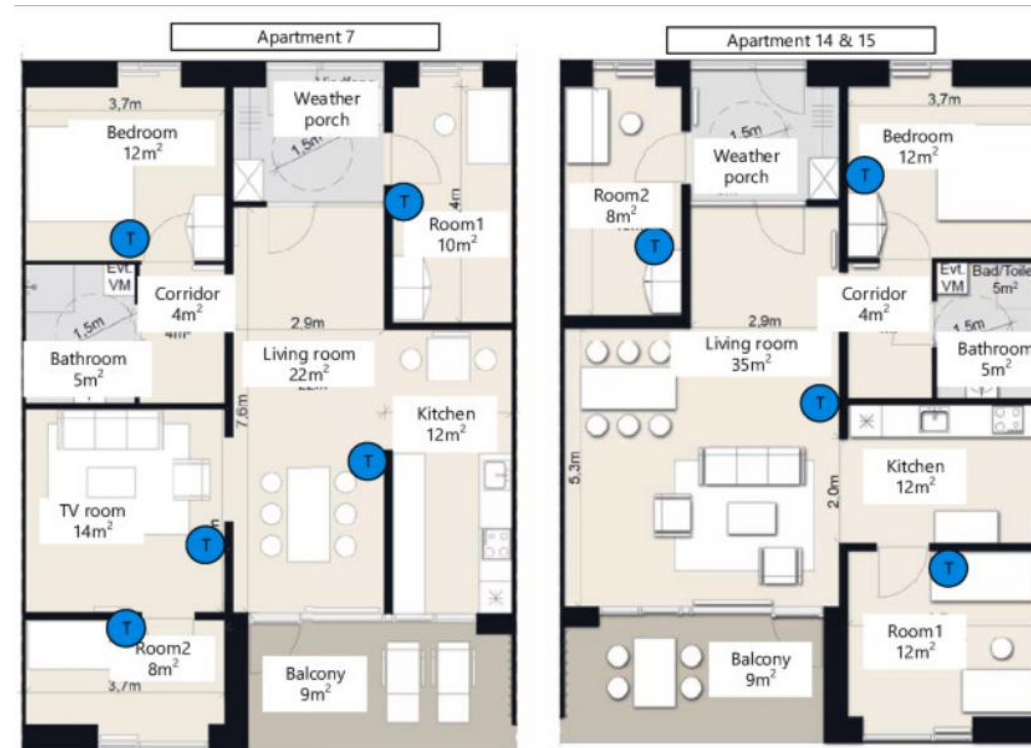 Apartment 7
3,7m
Bedroom
12m²
T
Weather
porch
1,5m
T
Room1
10m²
Evt.
VM
Corridor
4m²
1,5m
Bathroom
5m²
2,9m
Living room
22m²
7,6m
Kitchen
12m²
T
TV room
14m²
T
T
Room2
8m²
3,7m
Balcony
9m²
Apartment 14 & 15
1,5m
Weather
porch
3,7m
Bedroom
12m²
T
Room2
8m²
T
Evt.
VM
Bad/Toile
5m²
Corridor
4m²
1,5m
Bathroom
5m²
2,9m
Living room
35m²
T
5,3m
2,0m
Kitchen
12m²
T
Room1
12m²
Balcony
9m²